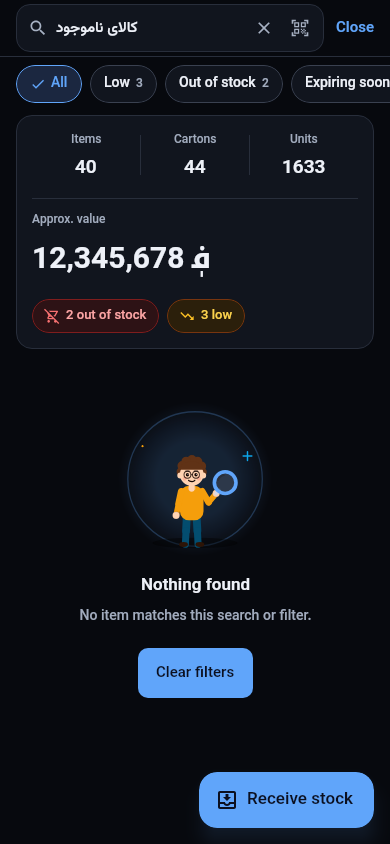 کالای ناموجود
Close
All
Low 3
Out of stock 2
Expiring soon
Items
Cartons
Units
40
44
1633
Approx. value
12,345,678 ؋
2 out of stock
3 low
Nothing found
No item matches this search or filter.
Clear filters
Receive stock